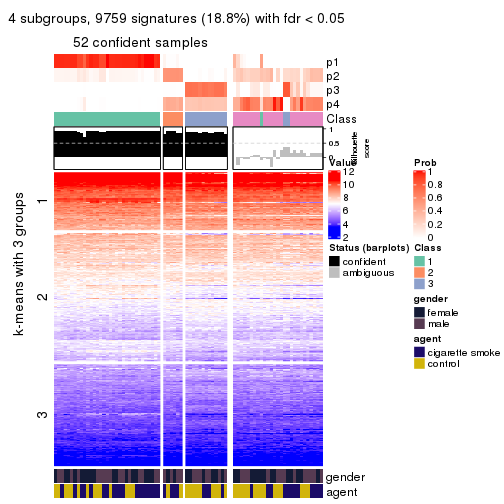 4 subgroups, 9759 signatures (18.8%) with fdr < 0.05
52 confident samples
p1
p2
p3
p4
Class
1
0.5
0
silhouette
score
k-means with 3 groups
1
2
3
gender
agent
Value
12
10
8
6
4
2
Prob
1
0.8
0.6
0.4
0.2
0
Status (barplots)
confident
ambiguous
Class
1
2
3
gender
female
male
agent
cigarette smoke
control